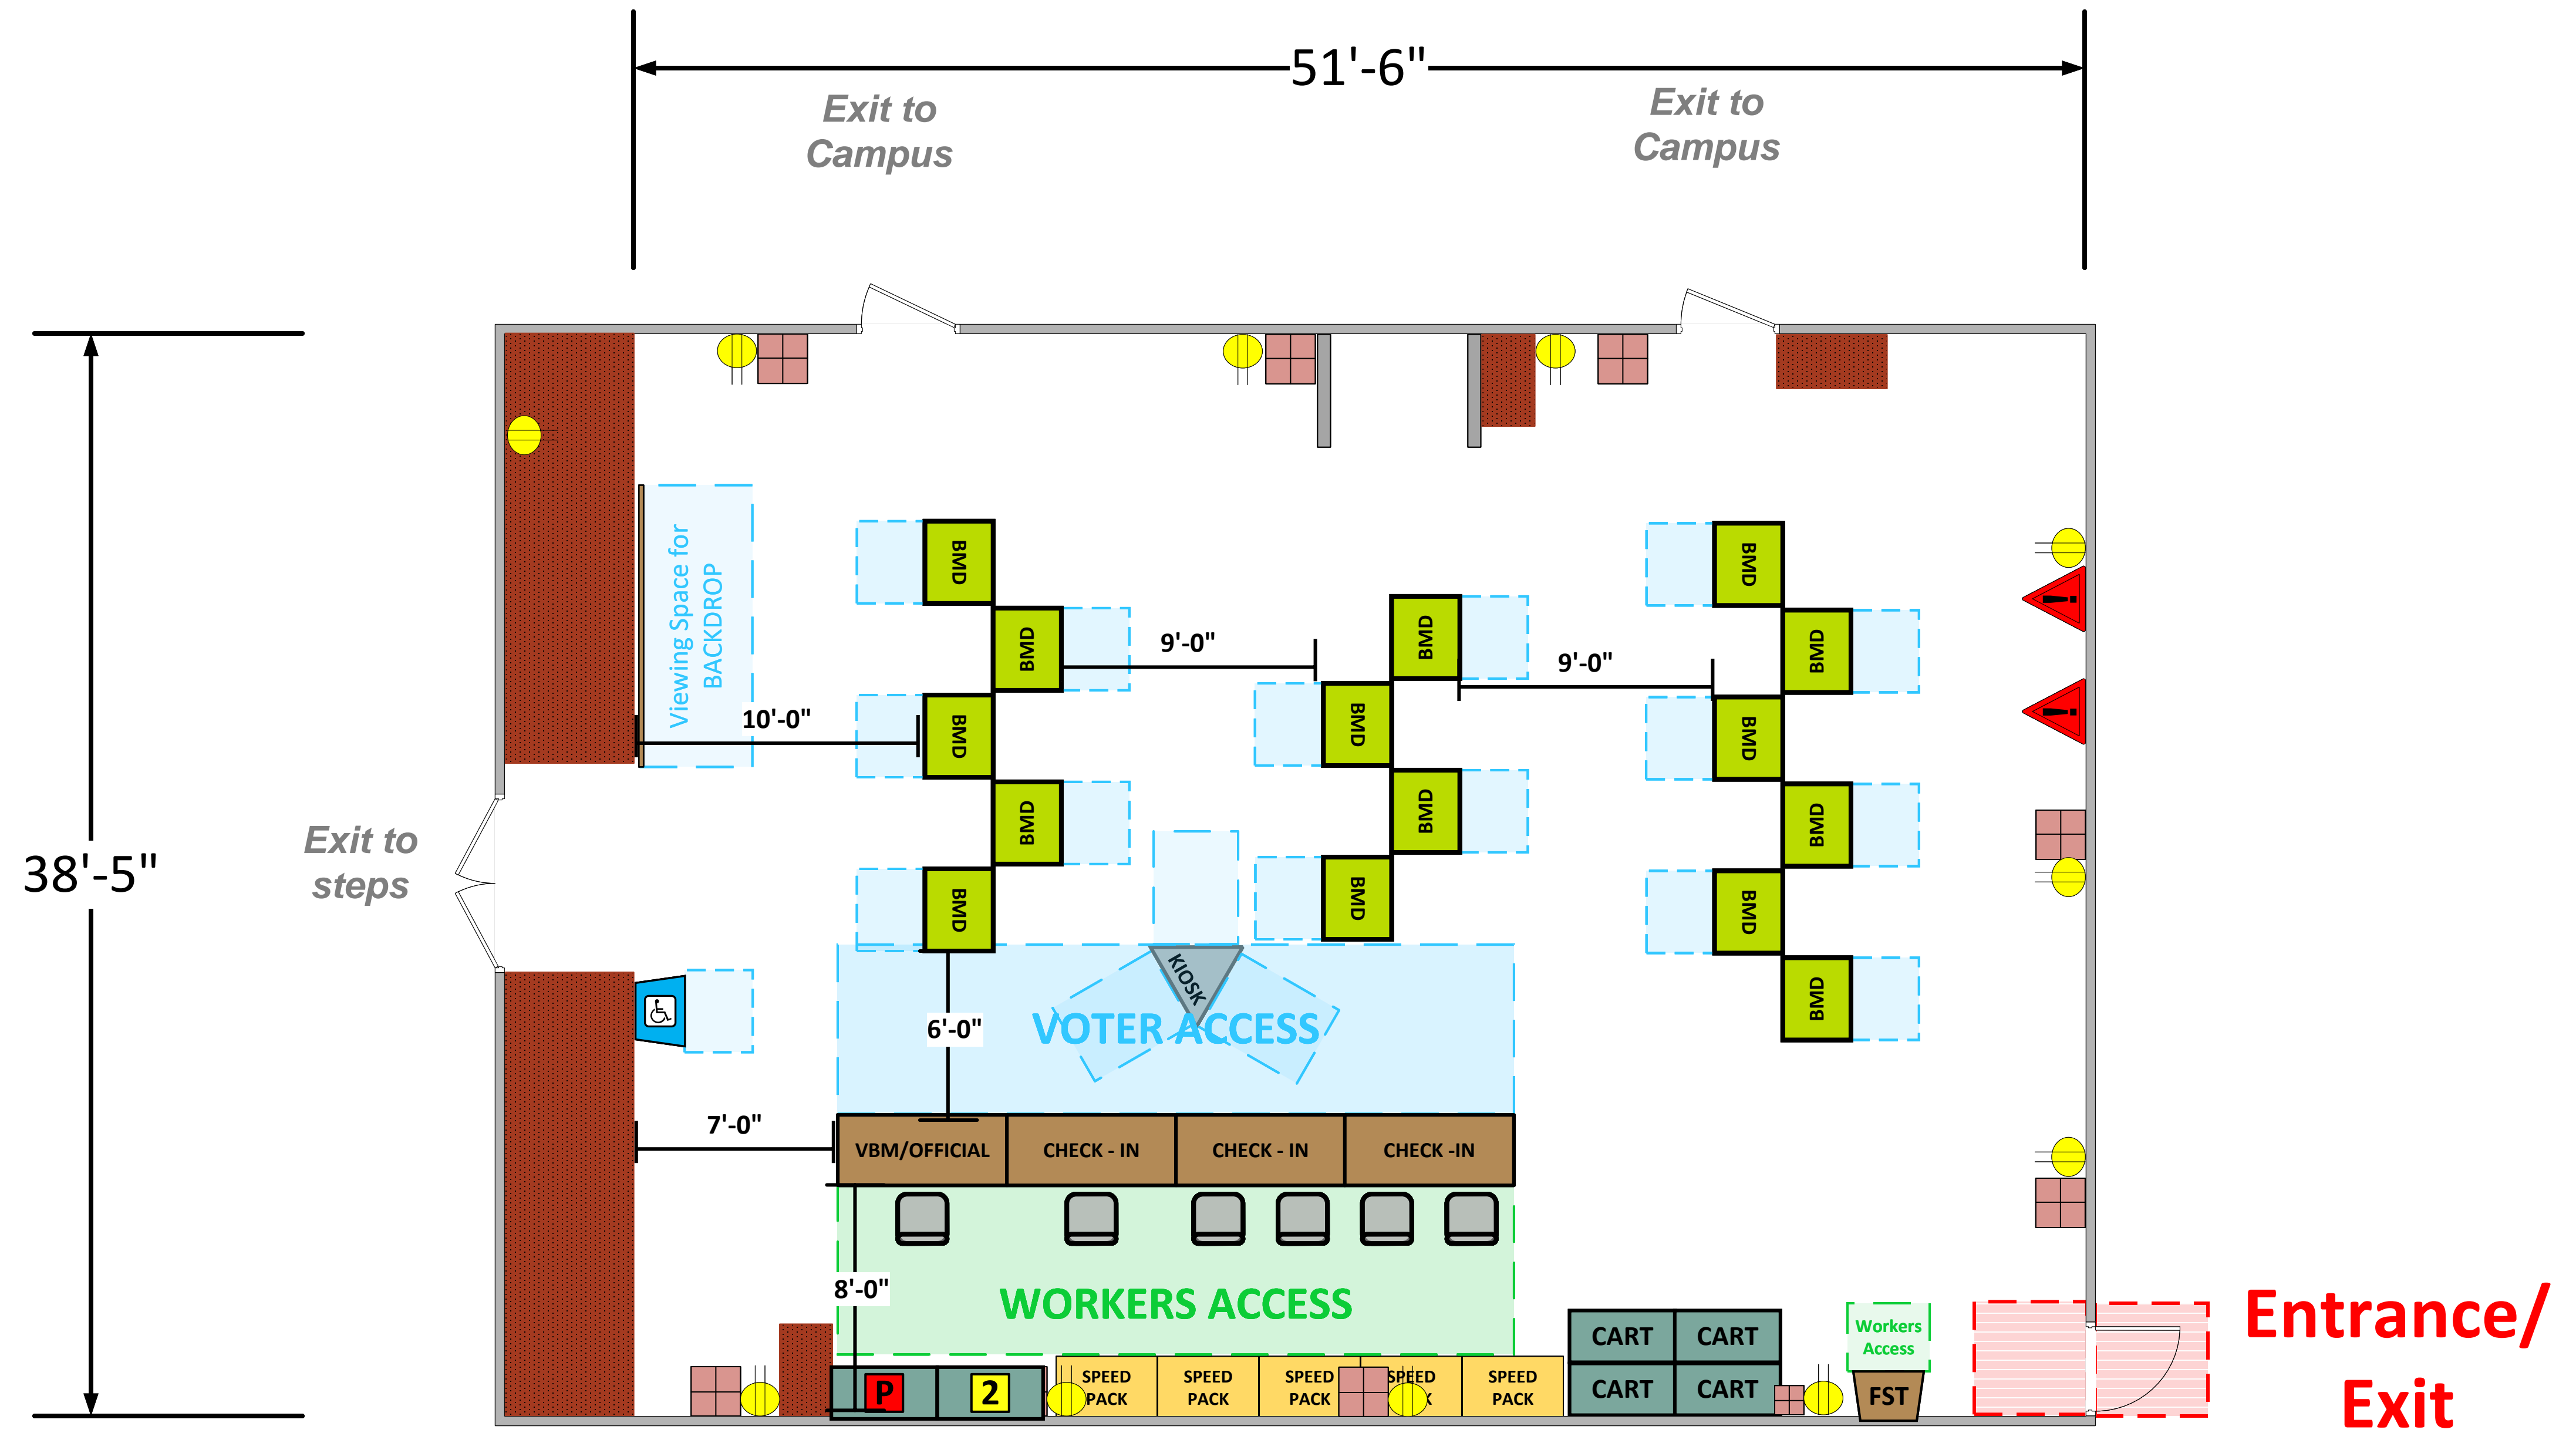 51'-6"
Exit to
Campus
Exit to
Campus
38'-5"
Exit to
steps
Viewing Space for
BACKDROP
10'-0"
BMD
BMD
BMD
BMD
BMD
9'-0"
BMD
BMD
BMD
BMD
9'-0"
BMD
BMD
BMD
BMD
BMD
BMD
KIOSK
VOTER ACCESS
6'-0"
7'-0"
VBM/OFFICIAL
CHECK - IN
CHECK - IN
CHECK -IN
8'-0"
WORKERS ACCESS
P
2
SPEED
PACK
SPEED
PACK
SPEED
PACK
SPEED
SPEED
PACK
CART
CART
CART
CART
Workers
Access
FST
Entrance/
Exit